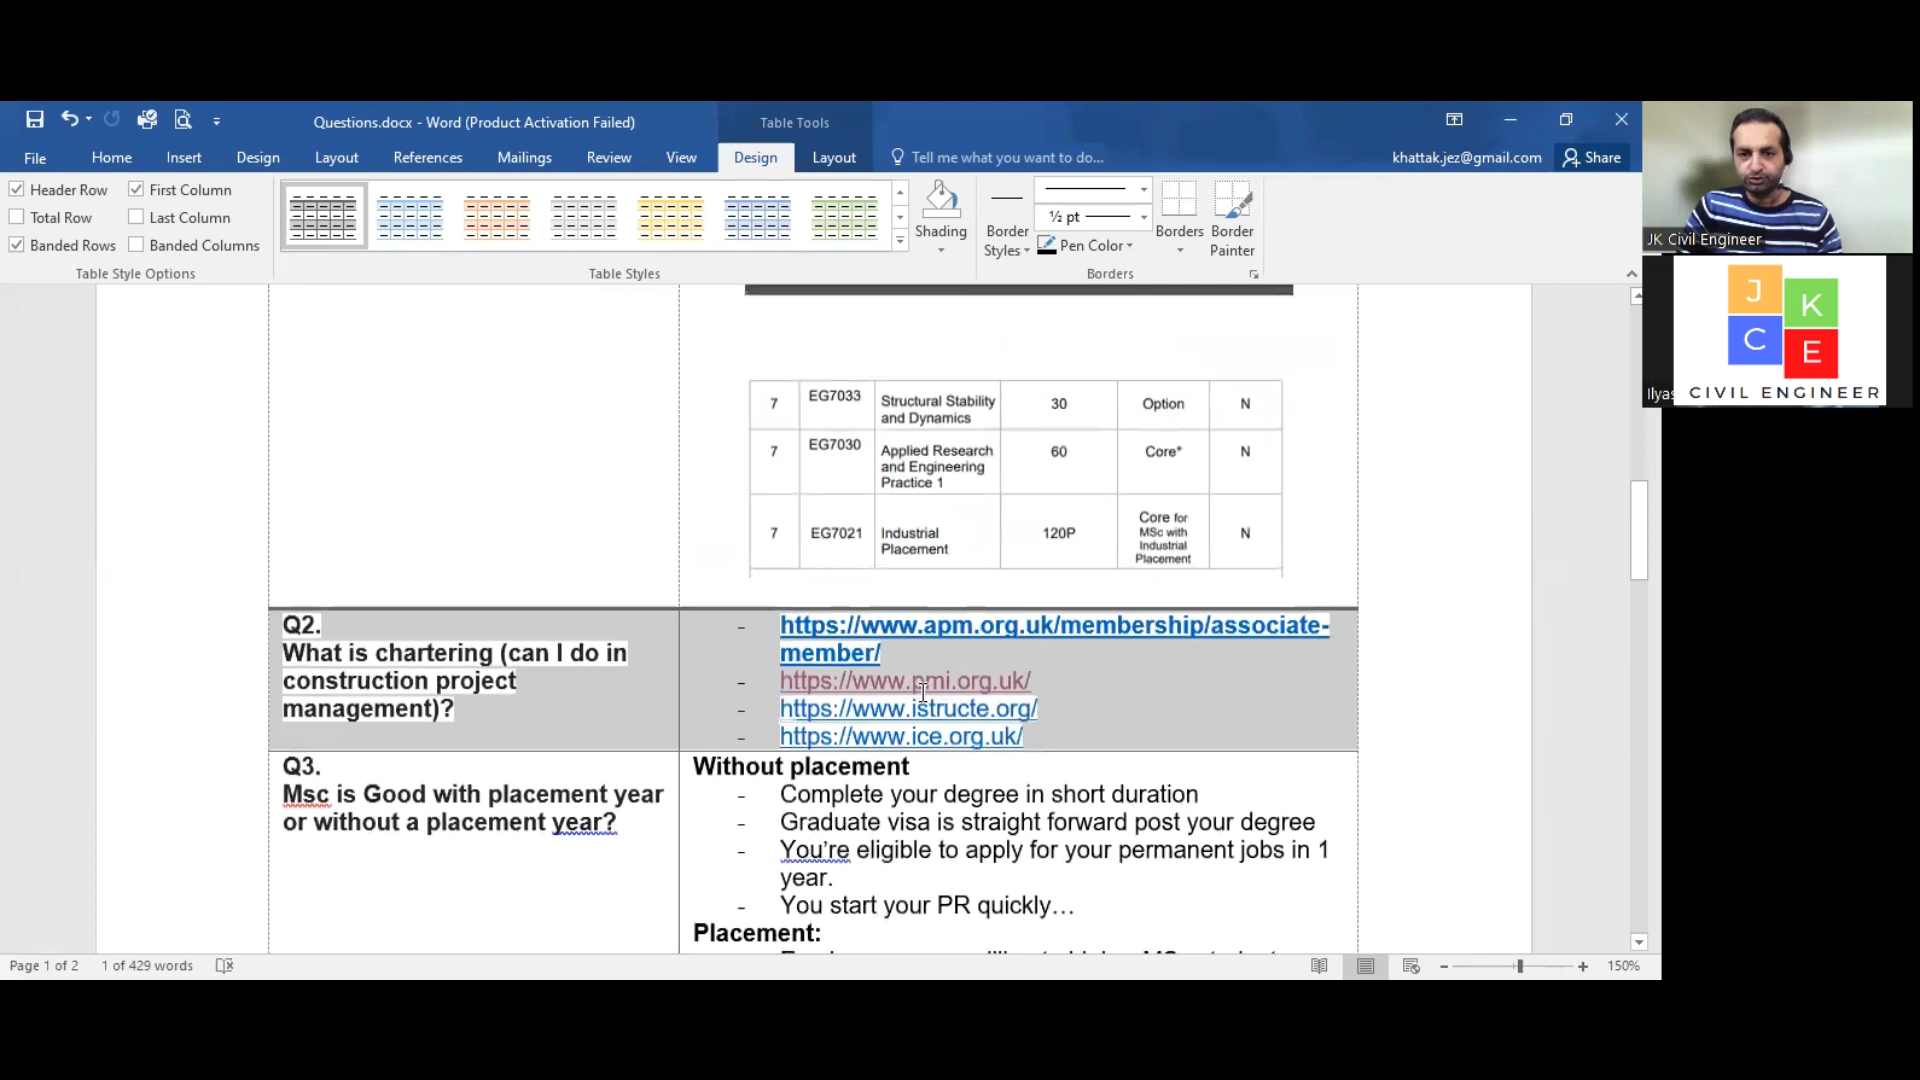 Questions.docx - Word (Product Activation Failed)
Table Tools
File
Home
Insert
Design
Layout
References
Mailings
Review
View
Design
Layout
Tell me what you want to do...
khattak.jez@gmail.com
Share
Header Row
First Column
Total Row
Last Column
Banded Rows
Banded Columns
Table Style Options
Table Styles
Shading
Border
Styles
½ pt
Pen Color
Borders
Border
Painter
Borders
JK Civil Engineer
J
K
C
E
CIVIL ENGINEER
Ilyas
7
EG7033
Structural Stability
and Dynamics
30
Option
N
7
EG7030
Applied Research
and Engineering
Practice 1
60
Core*
N
7
EG7021
Industrial
Placement
120P
Core for
MSc with
Industrial
Placement
N
Q2.
What is chartering (can I do in
construction project
management)?
- https://www.apm.org.uk/membership/associate-
member/
- https://www.pmi.org.uk/
- https://www.istructe.org/
- https://www.ice.org.uk/
Q3.
Msc is Good with placement year
or without a placement year?
Without placement
- Complete your degree in short duration
- Graduate visa is straight forward post your degree
- You're eligible to apply for your permanent jobs in 1
year.
- You start your PR quickly…
Placement:
Page 1 of 2
1 of 429 words
150%